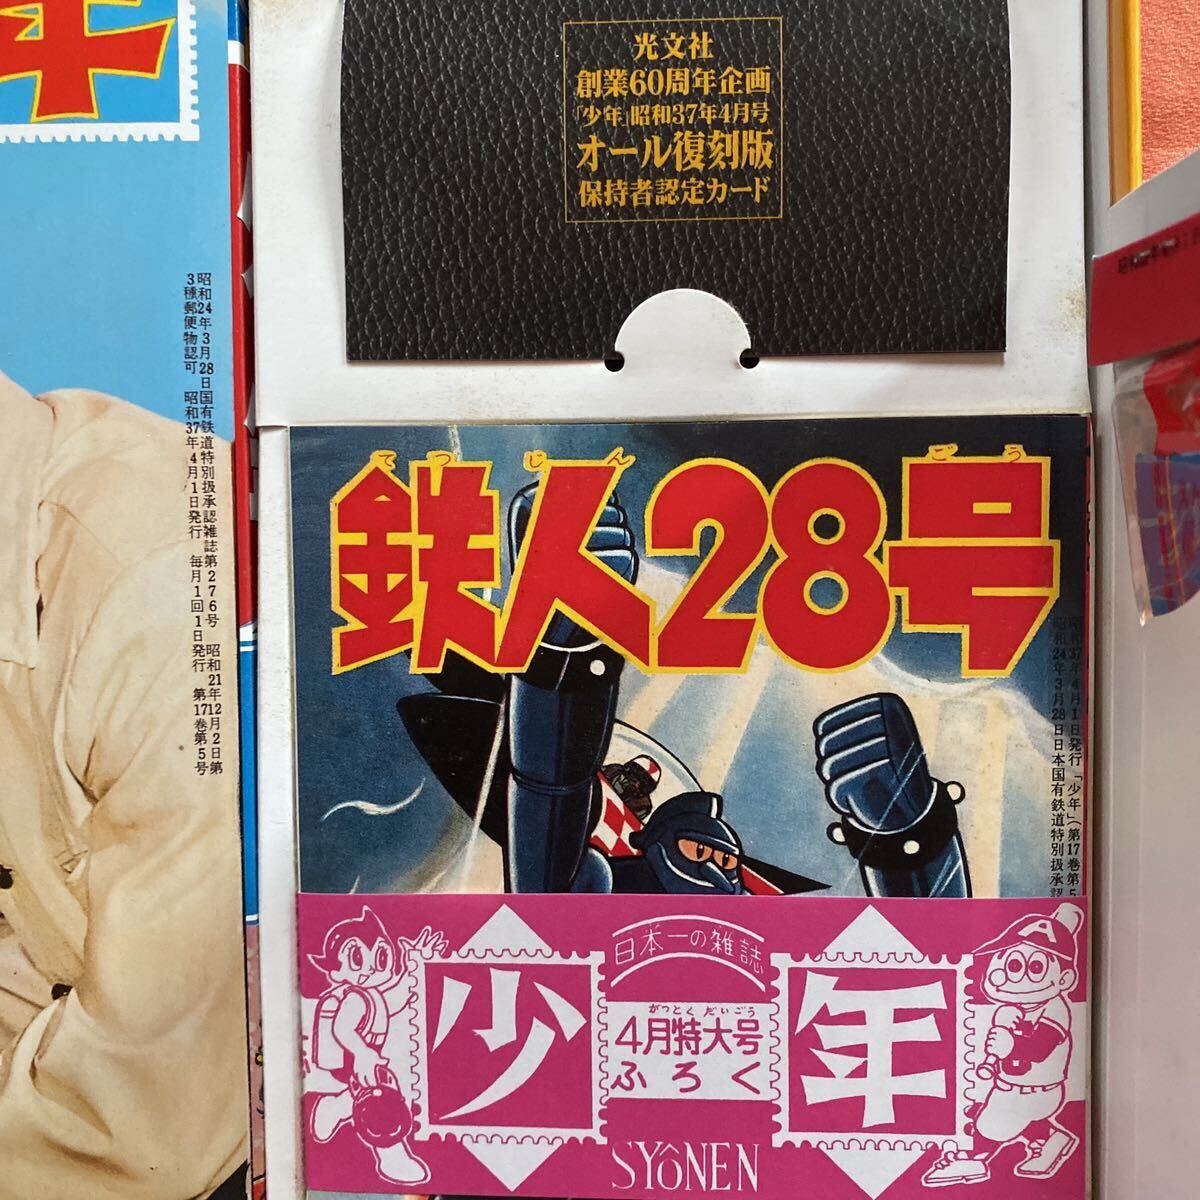 年
昭和24年3月28日国有鉄道特別扱承認雑誌第276号 昭和21年12月2日第
3種郵便物認可 昭和37年4月1日発行 毎月1回1日発行 第17巻第5号
光文社
創業60周年企画
「少年」昭和37年4月号
オール復刻版
保持者認定カード
てつじん ごう
鉄人28号
昭和37年4月1日発行「少年」(第17巻第5
昭和24年3月28日日本国有鉄道特別扱承認
日本一の雑誌
少年
がつとくだいごう
4月特大号
ふろく
SYôNEN
A